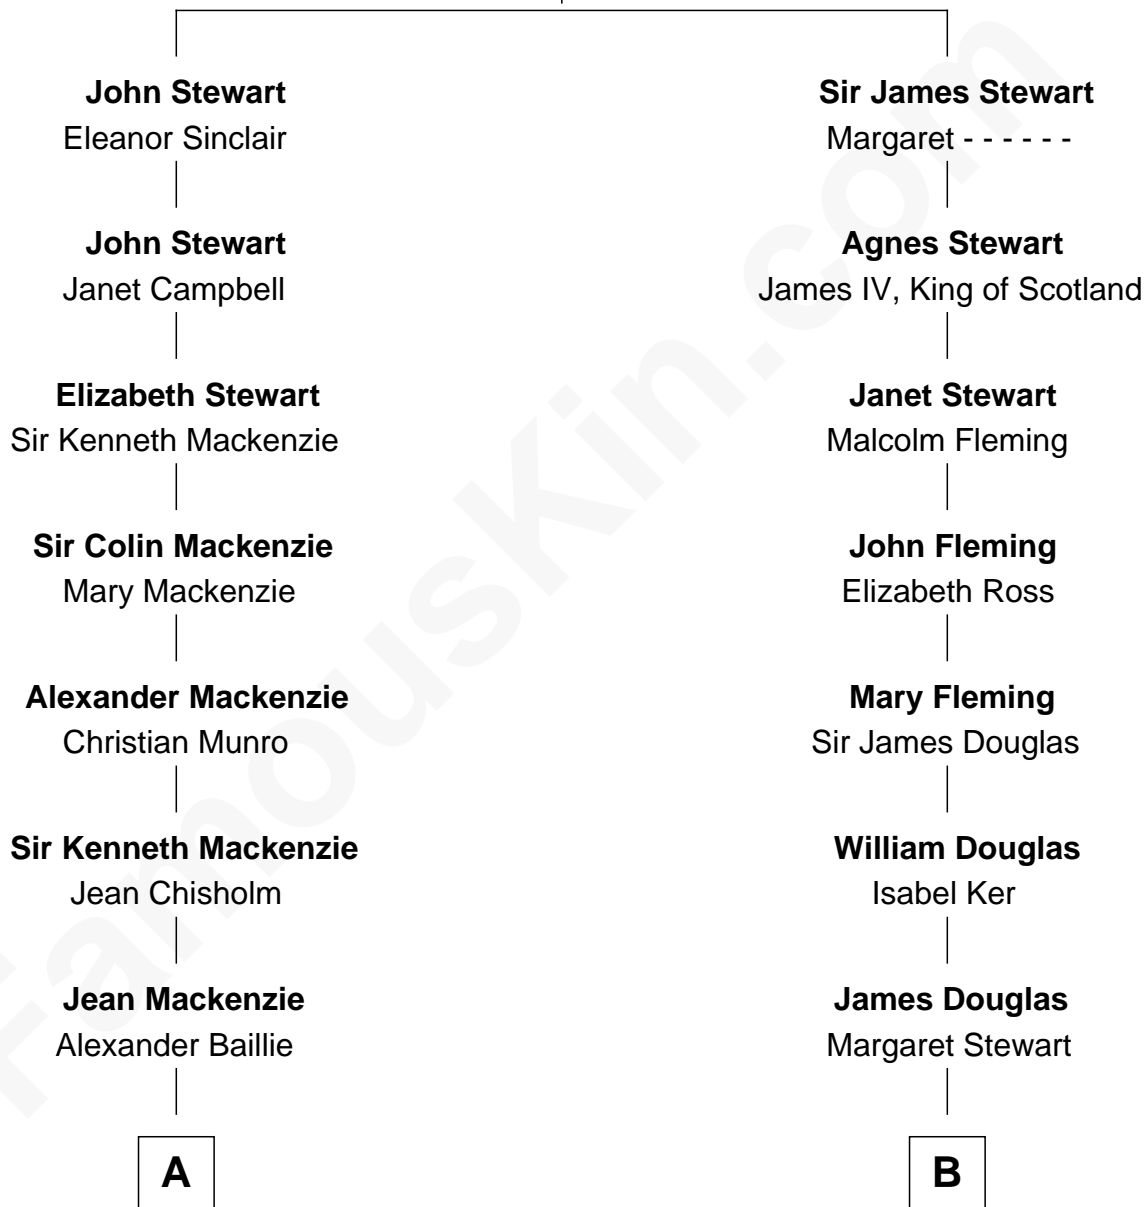 John Stewart
Eleanor Sinclair
John Stewart
Janet Campbell
Elizabeth Stewart
Sir Kenneth Mackenzie
Sir Colin Mackenzie
Mary Mackenzie
Alexander Mackenzie
Christian Munro
Sir Kenneth Mackenzie
Jean Chisholm
Jean Mackenzie
Alexander Baillie
A
Sir James Stewart
Margaret - - - - - -
Agnes Stewart
James IV, King of Scotland
Janet Stewart
Malcolm Fleming
John Fleming
Elizabeth Ross
Mary Fleming
Sir James Douglas
William Douglas
Isabel Ker
James Douglas
Margaret Stewart
B
FamousKin.com